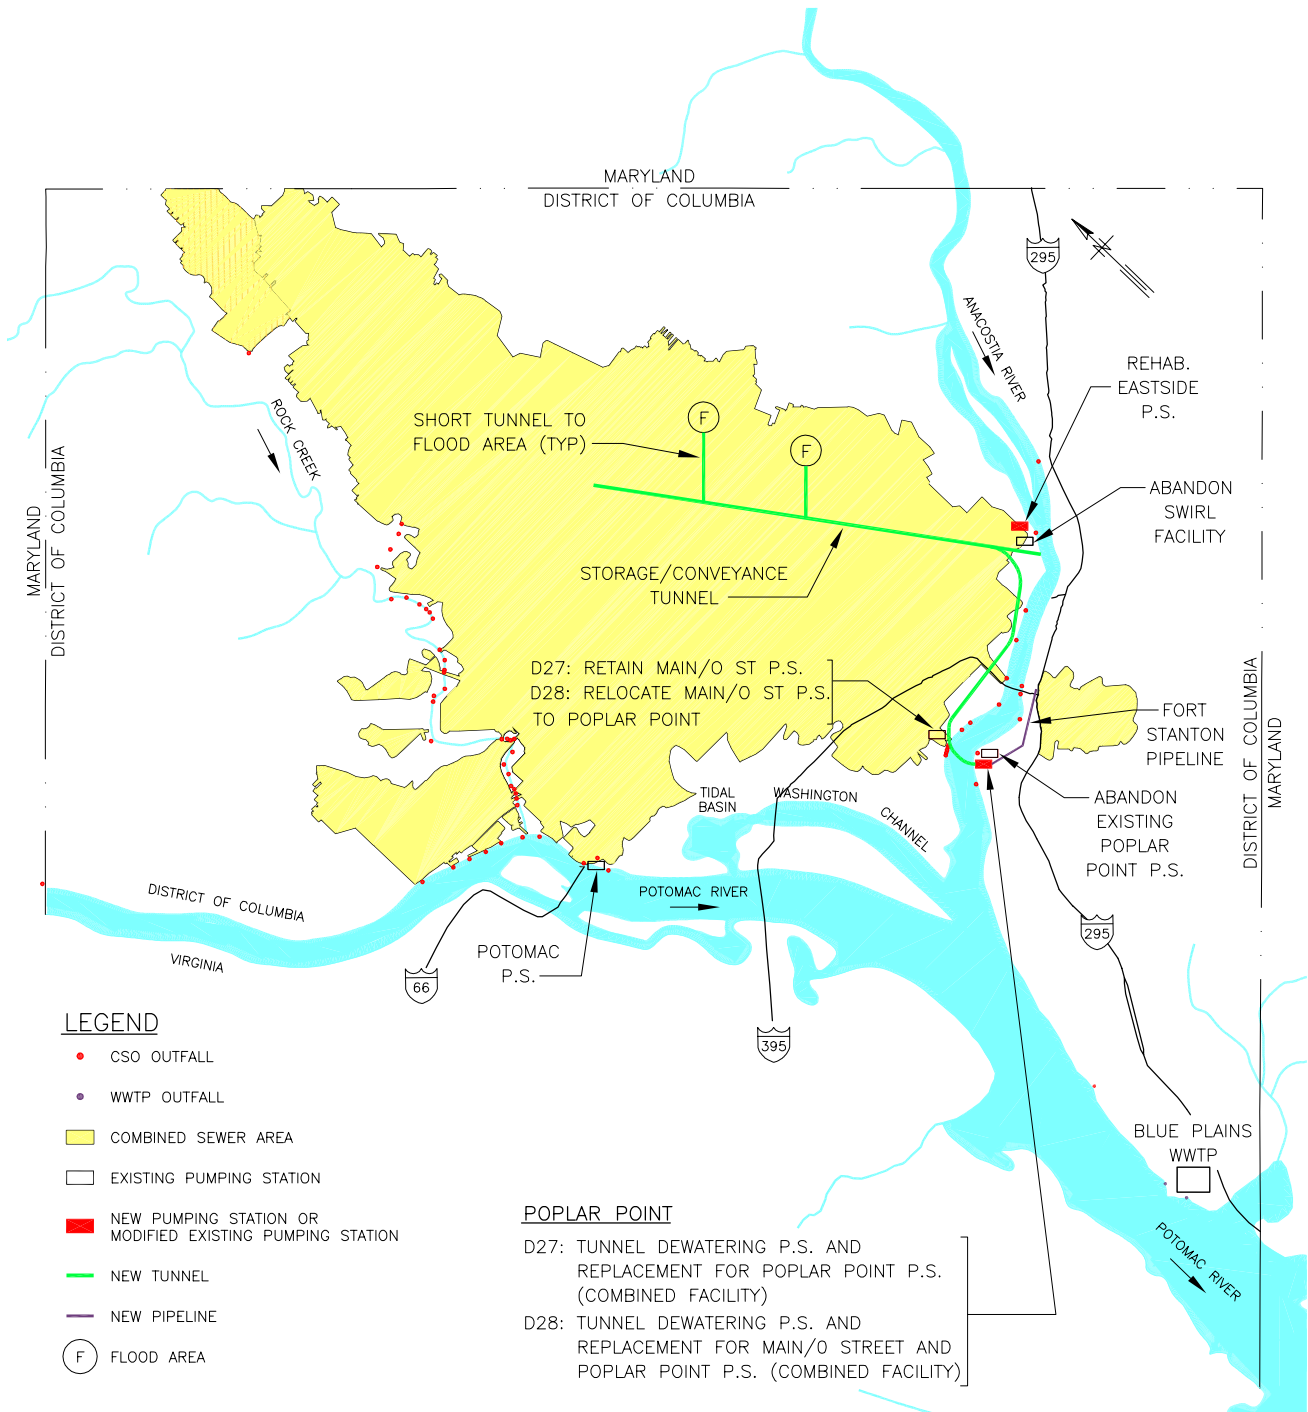 MARYLAND
DISTRICT OF COLUMBIA
295
ANACOSTIA RIVER
REHAB.
EASTSIDE
P.S.
ROCK CREEK
SHORT TUNNEL TO
FLOOD AREA (TYP)
F
F
ABANDON
SWIRL
FACILITY
MARYLAND
DISTRICT OF COLUMBIA
STORAGE/CONVEYANCE
TUNNEL
D27: RETAIN MAIN/O ST P.S.
D28: RELOCATE MAIN/O ST P.S.
TO POPLAR POINT
FORT
STANTON
PIPELINE
DISTRICT OF COLUMBIA
MARYLAND
TIDAL
BASIN
WASHINGTON
CHANNEL
ABANDON
EXISTING
POPLAR
POINT P.S.
DISTRICT OF COLUMBIA
VIRGINIA
POTOMAC RIVER
295
POTOMAC
P.S.
66
395
LEGEND
CSO OUTFALL
WWTP OUTFALL
COMBINED SEWER AREA
EXISTING PUMPING STATION
NEW PUMPING STATION OR
MODIFIED EXISTING PUMPING STATION
NEW TUNNEL
NEW PIPELINE
F FLOOD AREA
BLUE PLAINS
WWTP
POTOMAC RIVER
POPLAR POINT
D27: TUNNEL DEWATERING P.S. AND
REPLACEMENT FOR POPLAR POINT P.S.
(COMBINED FACILITY)
D28: TUNNEL DEWATERING P.S. AND
REPLACEMENT FOR MAIN/O STREET AND
POPLAR POINT P.S. (COMBINED FACILITY)